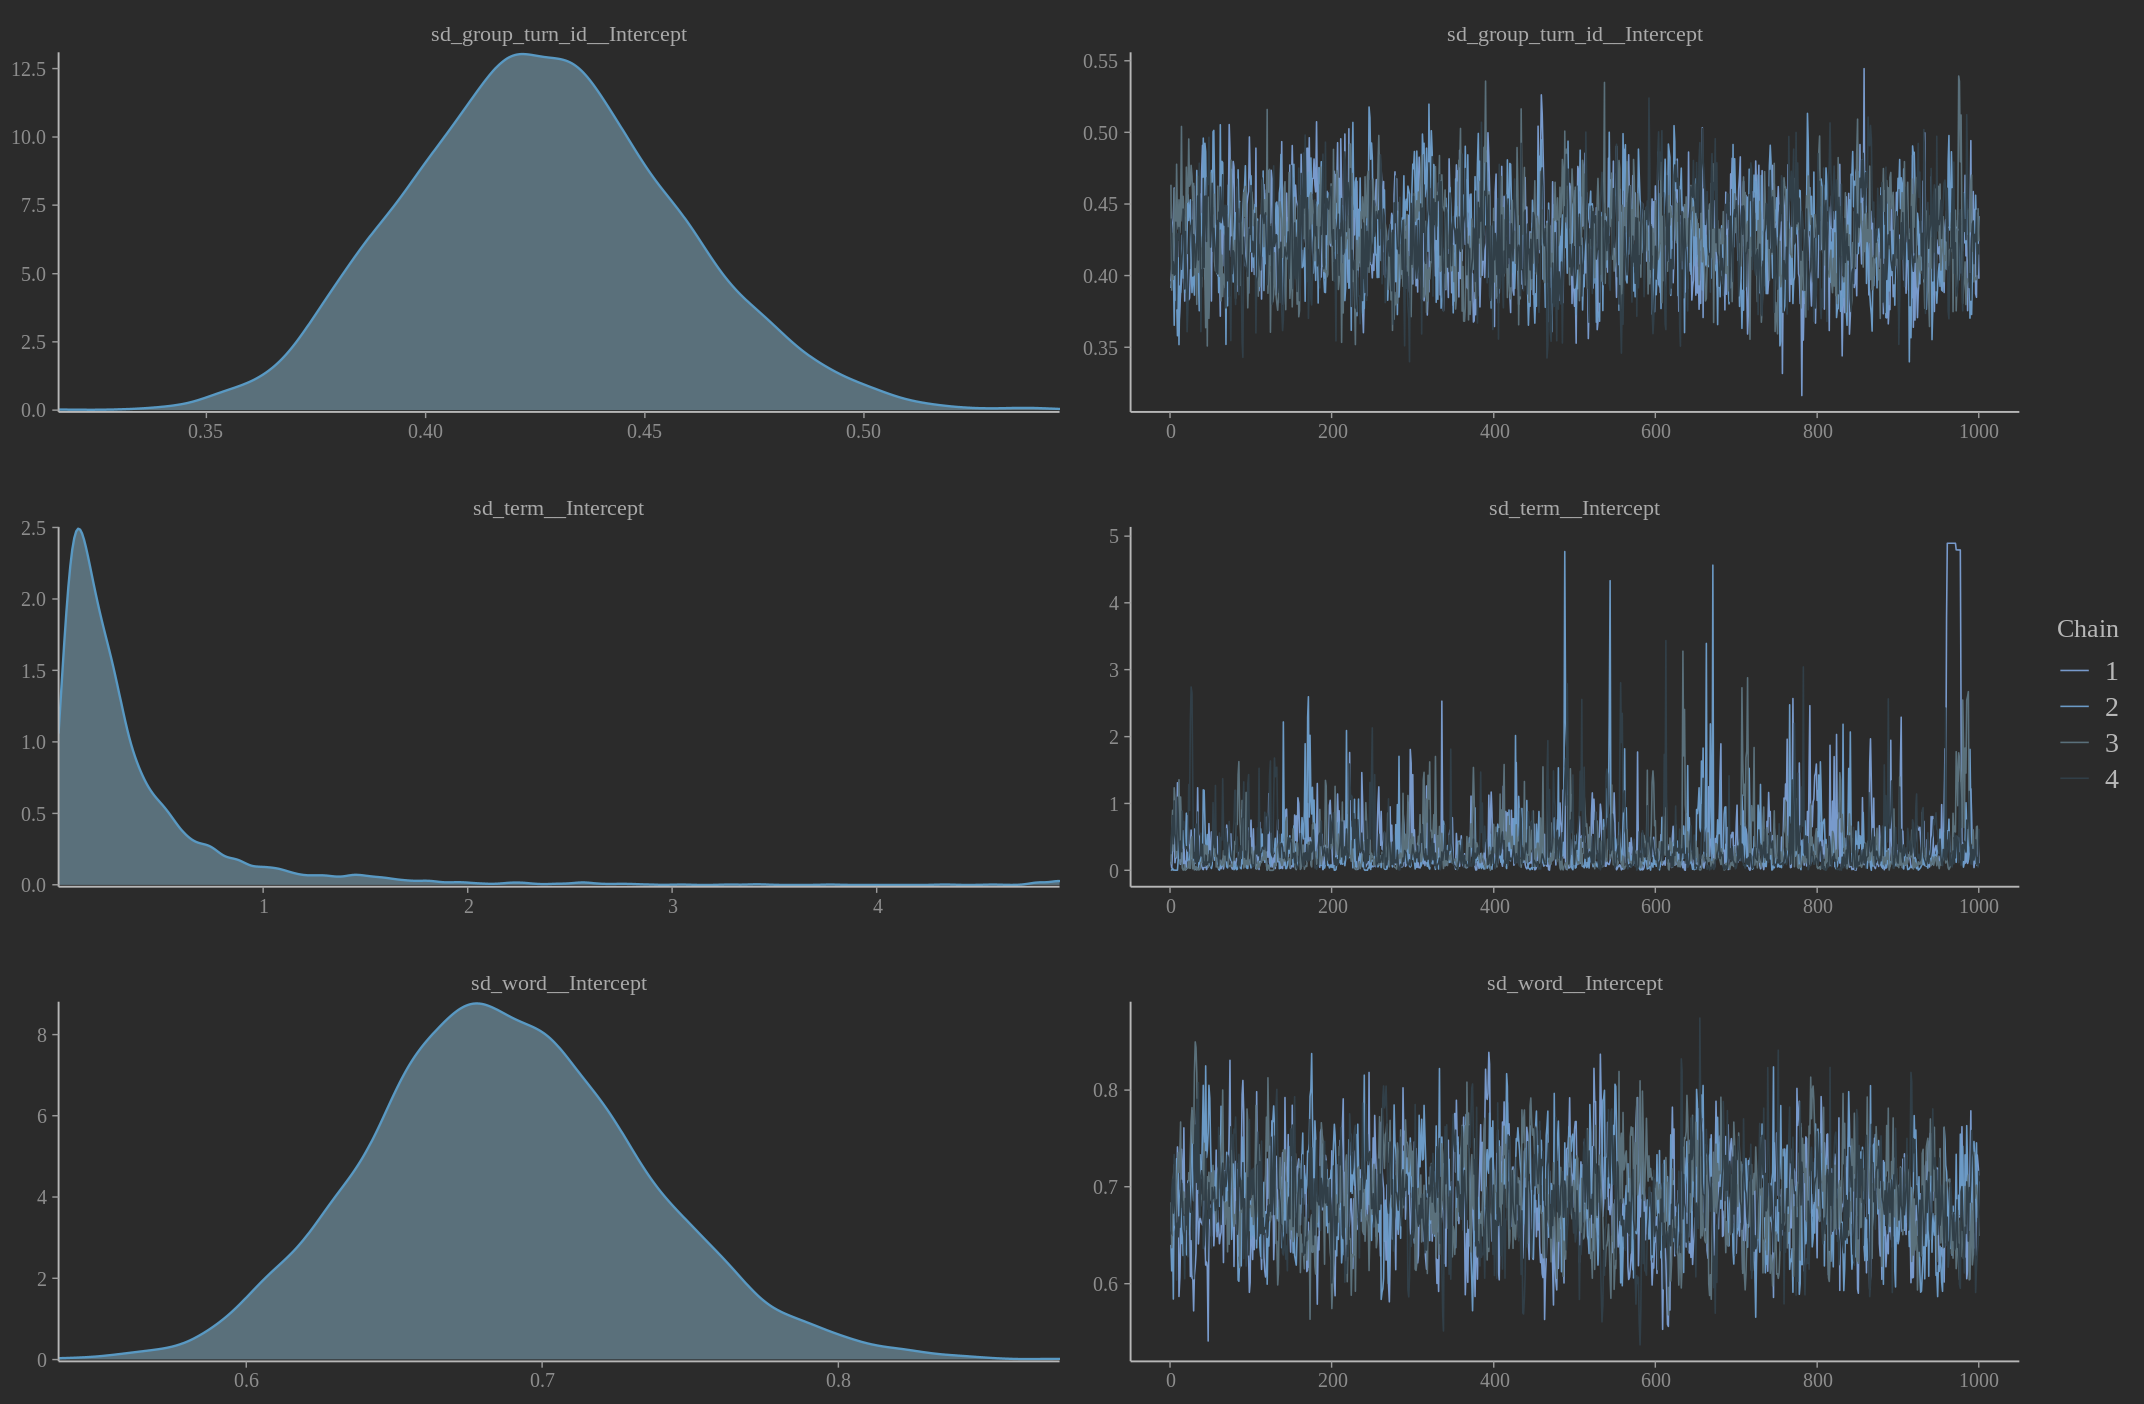 sd_group_turn_id__Intercept
12.5
10.0
7.5
5.0
2.5
0.0
0.35 0.40 0.45 0.50
sd_group_turn_id__Intercept
0.55
0.50
0.45
0.40
0.35
0 200 400 600 800 1000
sd_term__Intercept
2.5
2.0
1.5
1.0
0.5
0.0
1 2 3 4
sd_term__Intercept
5
4
3
2
1
0
0 200 400 600 800 1000
Chain
1
2
3
4
sd_word__Intercept
8
6
4
2
0
0.6 0.7 0.8
sd_word__Intercept
0.8
0.7
0.6
0 200 400 600 800 1000